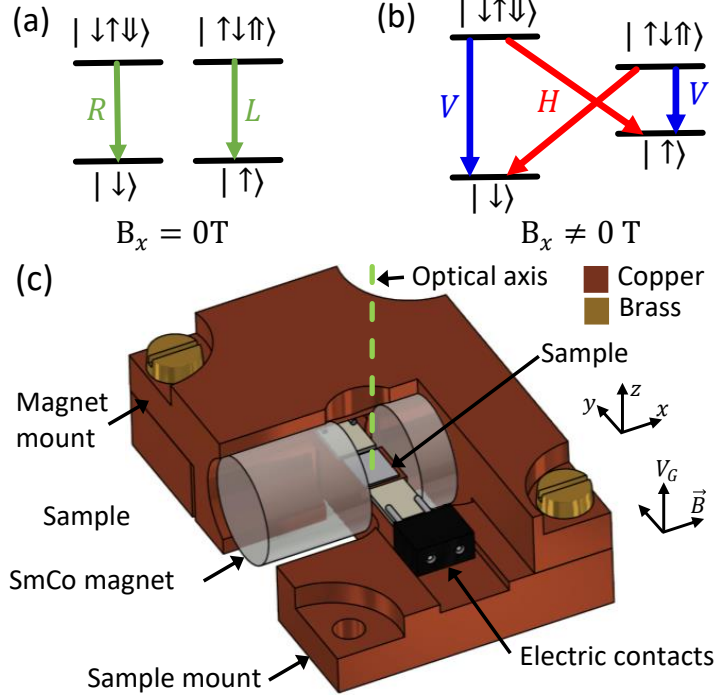 (a)
| ↓↑⇓⟩
| ↑↓⇑⟩
R
L
| ↓⟩
| ↑⟩
B_x = 0T
(b)
| ↓↑⇓⟩
| ↑↓⇑⟩
V
H
V
| ↑⟩
| ↓⟩
B_x ≠ 0 T
(c)
Optical axis
Copper
Brass
Sample
Magnet
mount
z
y
x
V_G
B⃗
Sample
SmCo magnet
Sample mount
Electric contacts